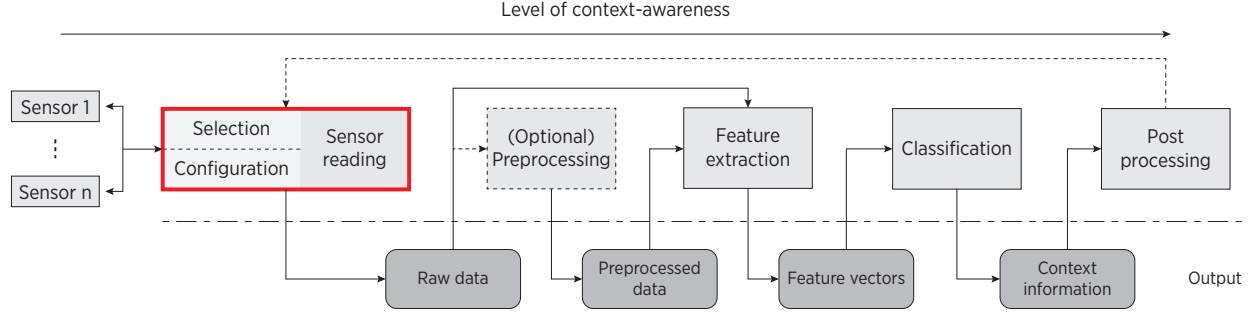 Level of context-awareness
Sensor 1
Sensor n
Selection
Configuration
Sensor
reading
(Optional)
Preprocessing
Feature
extraction
Classification
Post
processing
Raw data
Preprocessed
data
Feature vectors
Context
information
Output